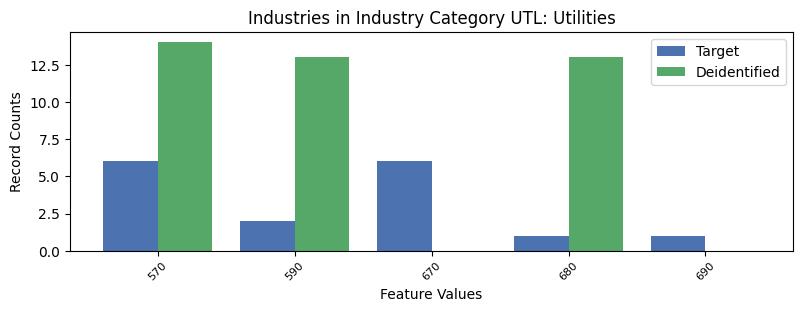 Industries in Industry Category UTL: Utilities
Target
Deidentified
Record Counts
12.5
10.0
7.5
5.0
2.5
0.0
570
590
670
680
690
Feature Values